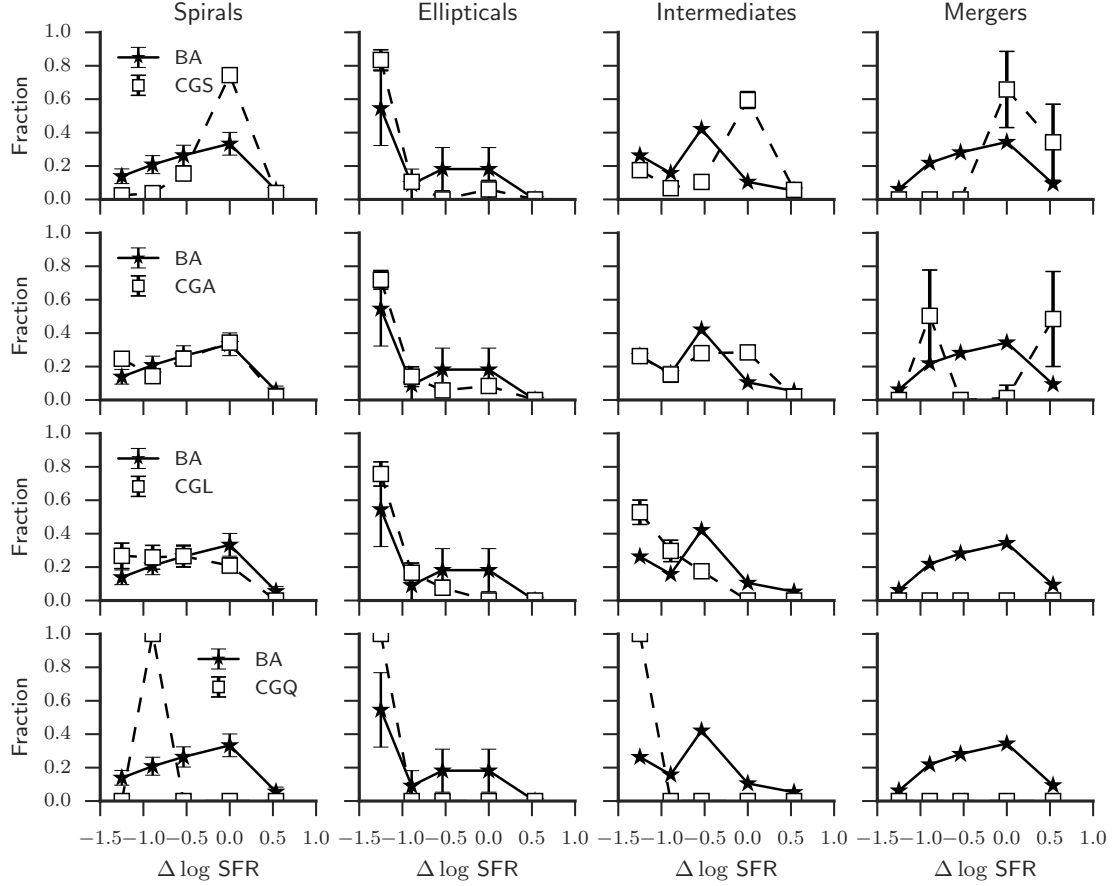 Spirals Ellipticals Intermediates Mergers
1.0
0.8
0.6
0.4
0.2
0.0
Fraction
BA
CGS
1.0
0.8
0.6
0.4
0.2
0.0
Fraction
BA
CGA
1.0
0.8
0.6
0.4
0.2
0.0
Fraction
BA
CGL
1.0
0.8
0.6
0.4
0.2
0.0
Fraction
BA
CGQ
−1.5 −1.0 −0.5 0.0 0.5 1.0 −1.5 −1.0 −0.5 0.0 0.5 1.0 −1.5 −1.0 −0.5 0.0 0.5 1.0 −1.5 −1.0 −0.5 0.0 0.5 1.0
Δ log SFR Δ log SFR Δ log SFR Δ log SFR